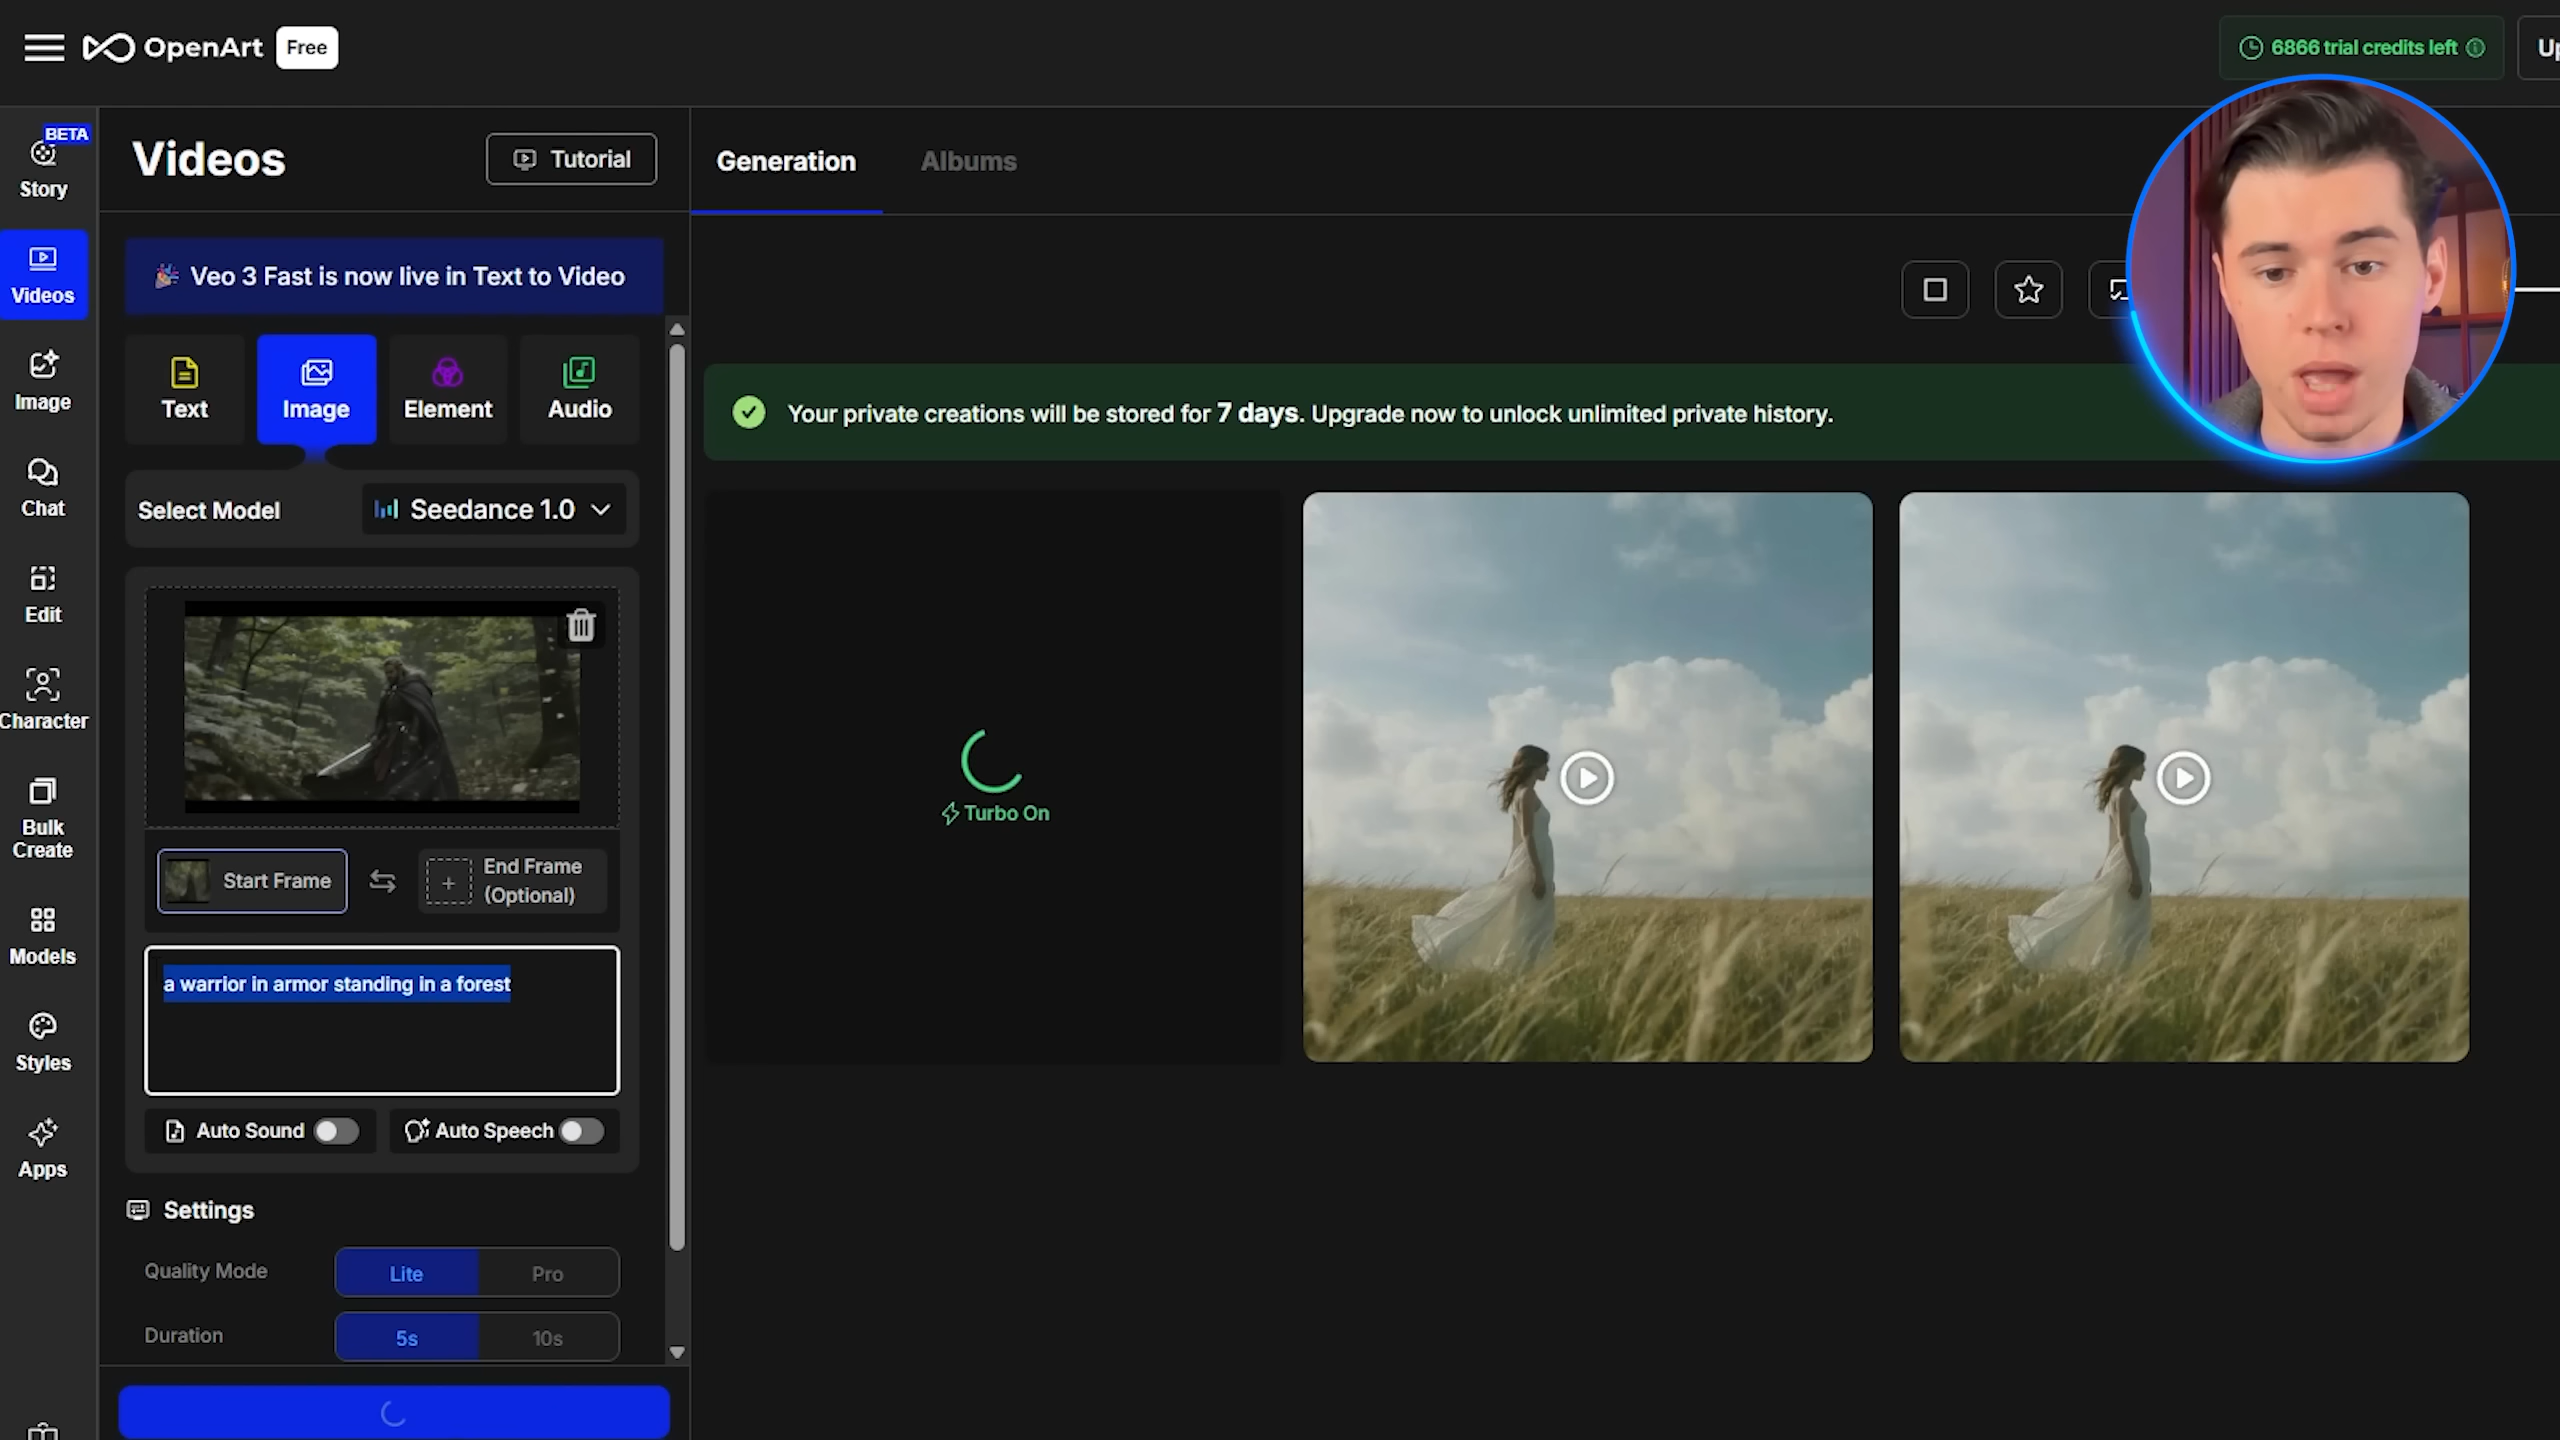 OpenArt
Free
6866 trial credits left
BETA
Story
Videos
Image
Chat
Edit
Character
Bulk
Create
Models
Styles
Apps
Videos
Tutorial
Veo 3 Fast is now live in Text to Video
Text
Image
Element
Audio
Select Model
Seedance 1.0
Start Frame
End Frame
(Optional)
a warrior in armor standing in a forest
Auto Sound
Auto Speech
Settings
Quality Mode
Lite
Pro
Duration
5s
10s
Generation
Albums
Your private creations will be stored for 7 days. Upgrade now to unlock unlimited private history.
Turbo On